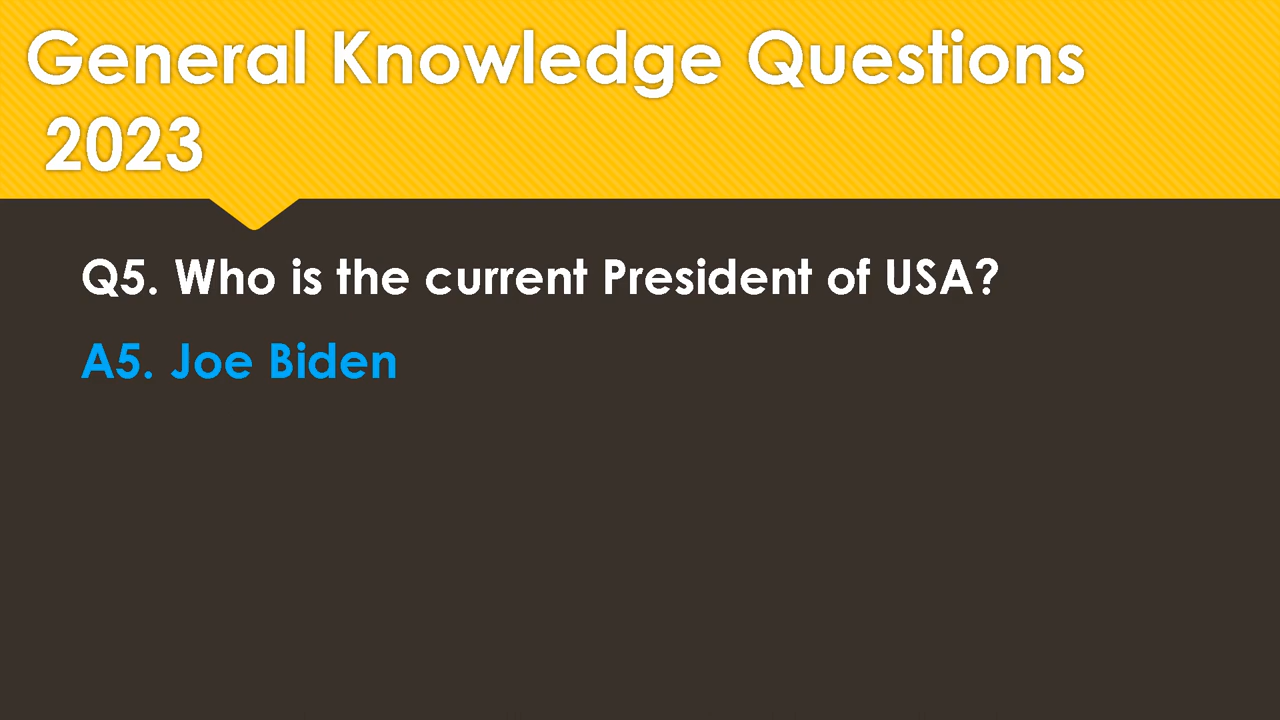 General Knowledge Questions
2023
Q5. Who is the current President of USA?
A5. Joe Biden